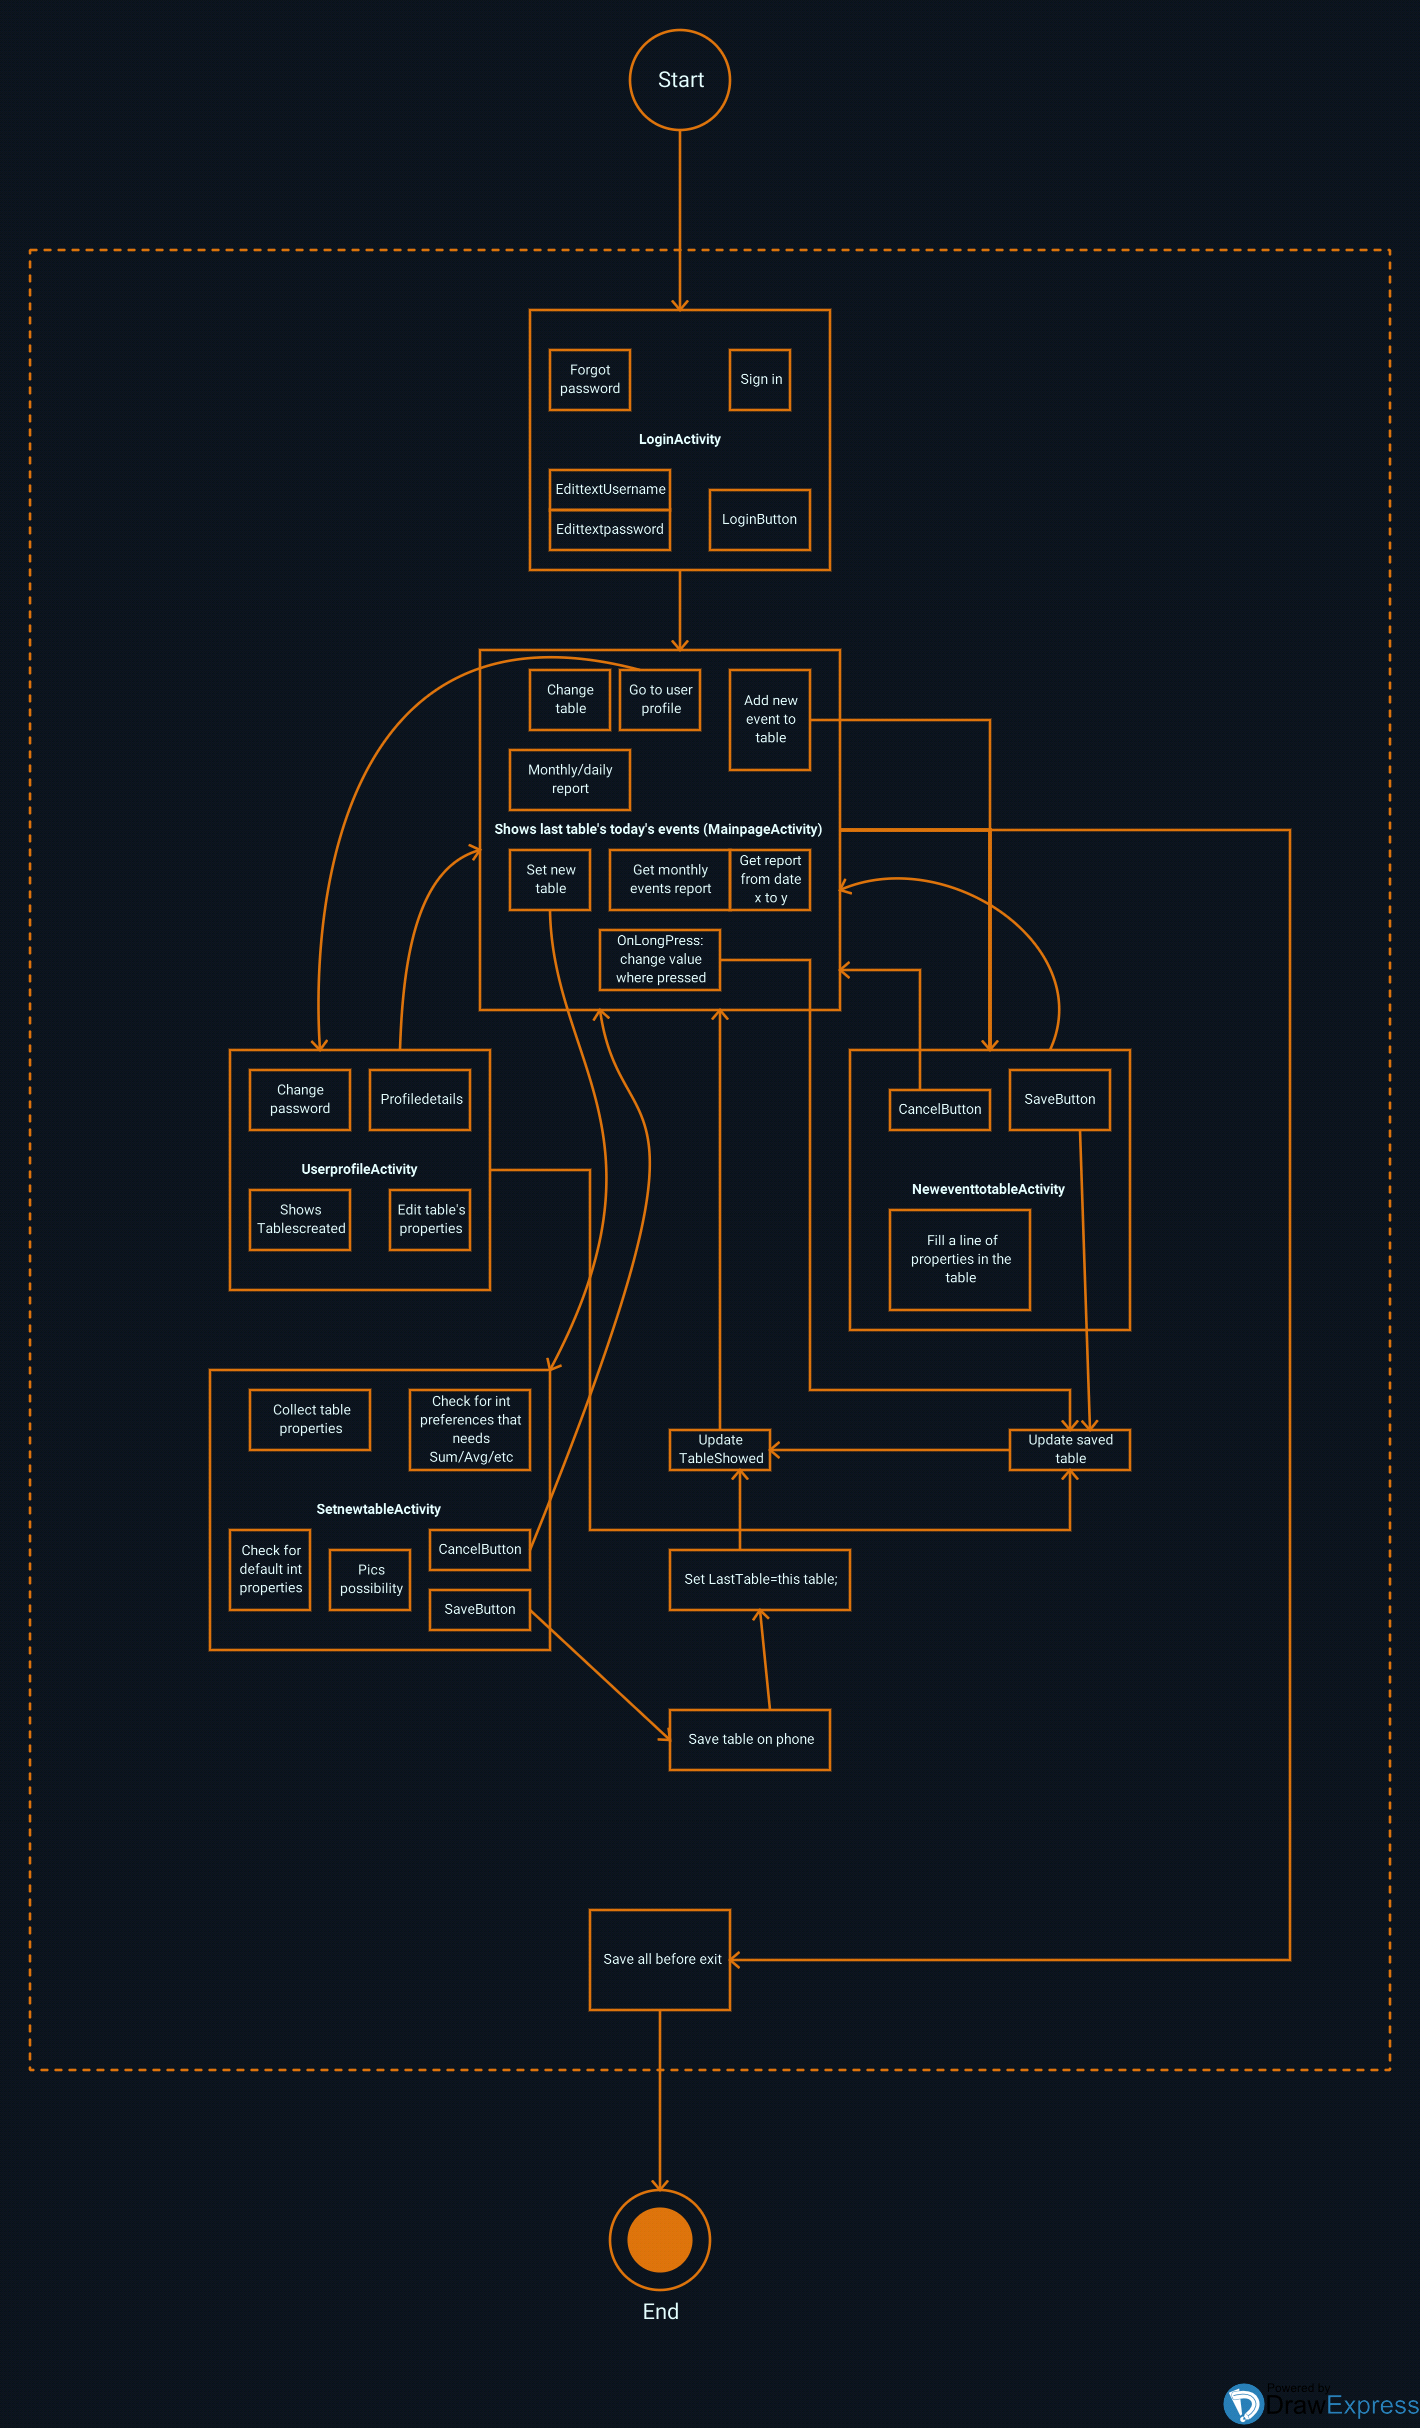 Start
Forgot
password
Sign in
LoginActivity
EdittextUsername
Edittextpassword
LoginButton
Change
table
Go to user
profile
Add new
event to
table
Monthly/daily
report
Shows last table's today's events (MainpageActivity)
Set new
table
Get monthly
events report
Get report
from date
x to y
OnLongPress:
change value
where pressed
Change
password
Profiledetails
UserprofileActivity
Shows
Tablescreated
Edit table's
properties
CancelButton
SaveButton
NeweventtotableActivity
Fill a line of
properties in the
table
Collect table
properties
Check for int
preferences that
needs
Sum/Avg/etc
SetnewtableActivity
Check for
default int
properties
Pics
possibility
CancelButton
SaveButton
Update
TableShowed
Update saved
table
Set LastTable=this table;
Save table on phone
Save all before exit
End
Powered by
DrawExpress